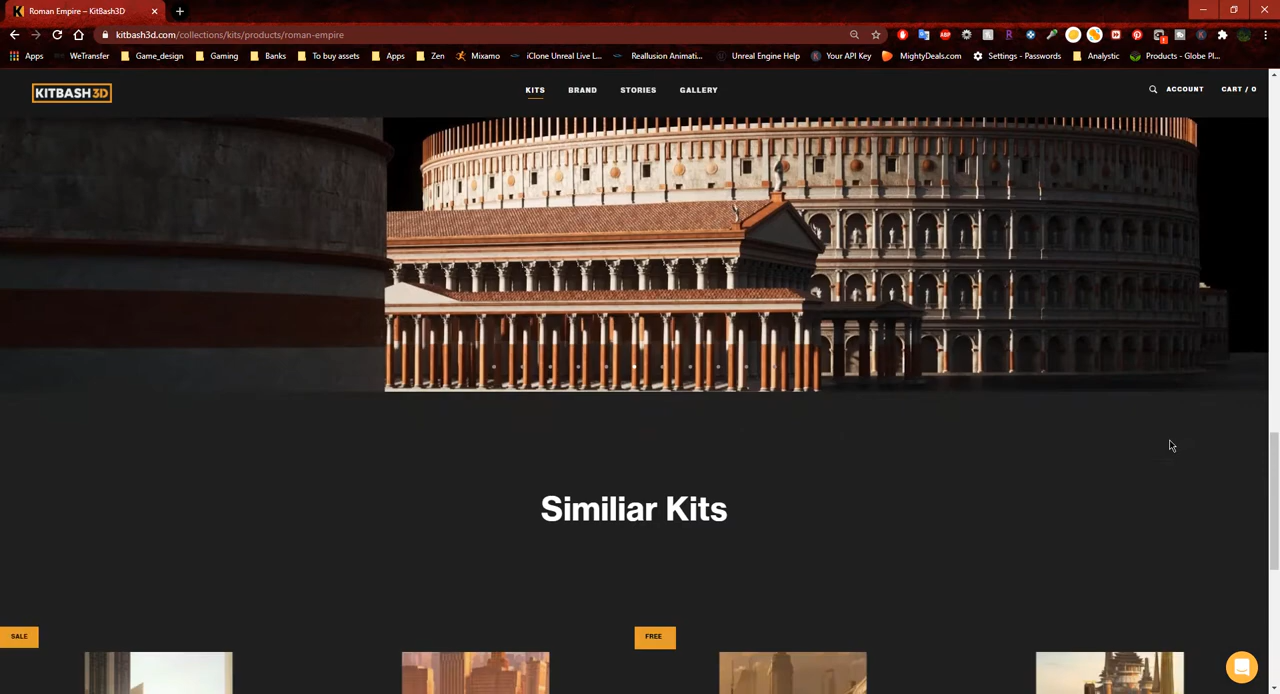 Roman Empire – KitBash3D
kitbash3d.com/collections/kits/products/roman-empire
Apps WeTransfer Game_design Gaming Banks To buy assets Apps Zen Mixamo iClone Unreal Live L... Reallusion Animati... Unreal Engine Help Your API Key MightyDeals.com Settings - Passwords Analytic Products - Globe Pl...
KITBASH3D KITS BRAND STORIES GALLERY ACCOUNT CART / 0
Similiar Kits
SALE FREE